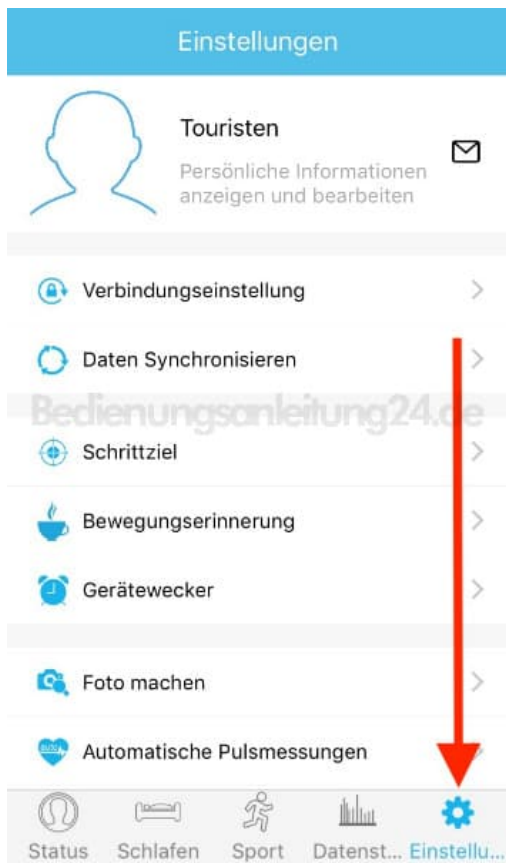 Einstellungen
Touristen
Persönliche Informationen
anzeigen und bearbeiten
Verbindungseinstellung
Daten Synchronisieren
Bedienungsanleitung24.de
Schrittziel
Bewegungserinnerung
Gerätewecker
Foto machen
Automatische Pulsmessungen
Status Schlafen Sport Datenst... Einstellu...